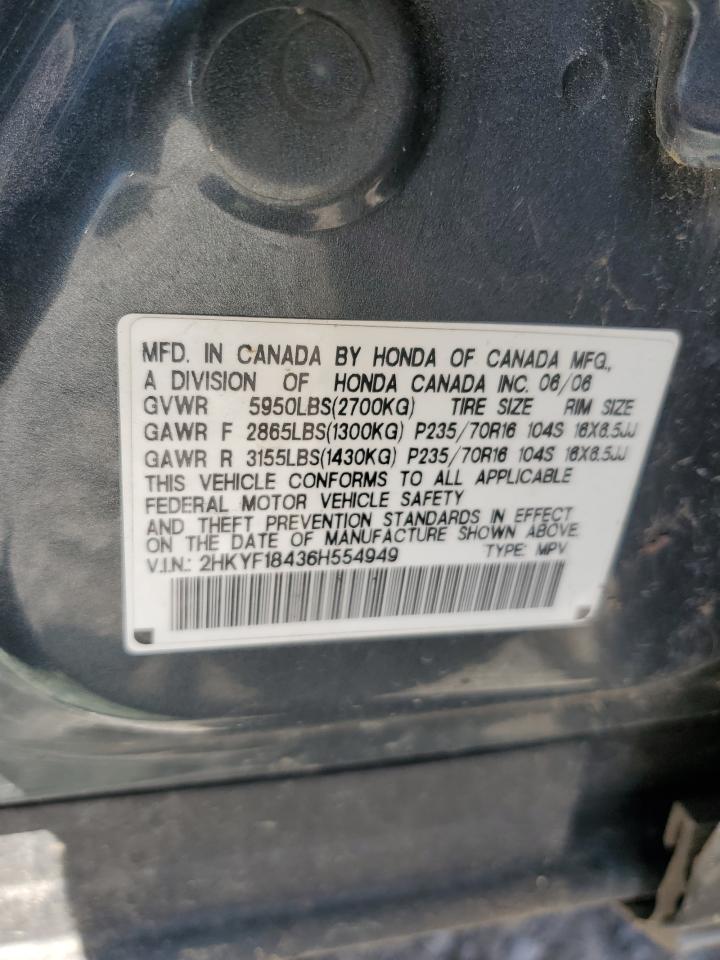 MFD. IN CANADA BY HONDA OF CANADA MFG.,
A DIVISION OF HONDA CANADA INC. 06/06
GVWR 5950LBS(2700KG) TIRE SIZE RIM SIZE
GAWR F 2865LBS(1300KG) P235/70R16 104S 16X6.5JJ
GAWR R 3155LBS(1430KG) P235/70R16 104S 16X6.5JJ
THIS VEHICLE CONFORMS TO ALL APPLICABLE
FEDERAL MOTOR VEHICLE SAFETY
AND THEFT PREVENTION STANDARDS IN EFFECT
ON THE DATE OF MANUFACTURE SHOWN ABOVE.
V.I.N.: 2HKYF18436H554949 TYPE: MPV